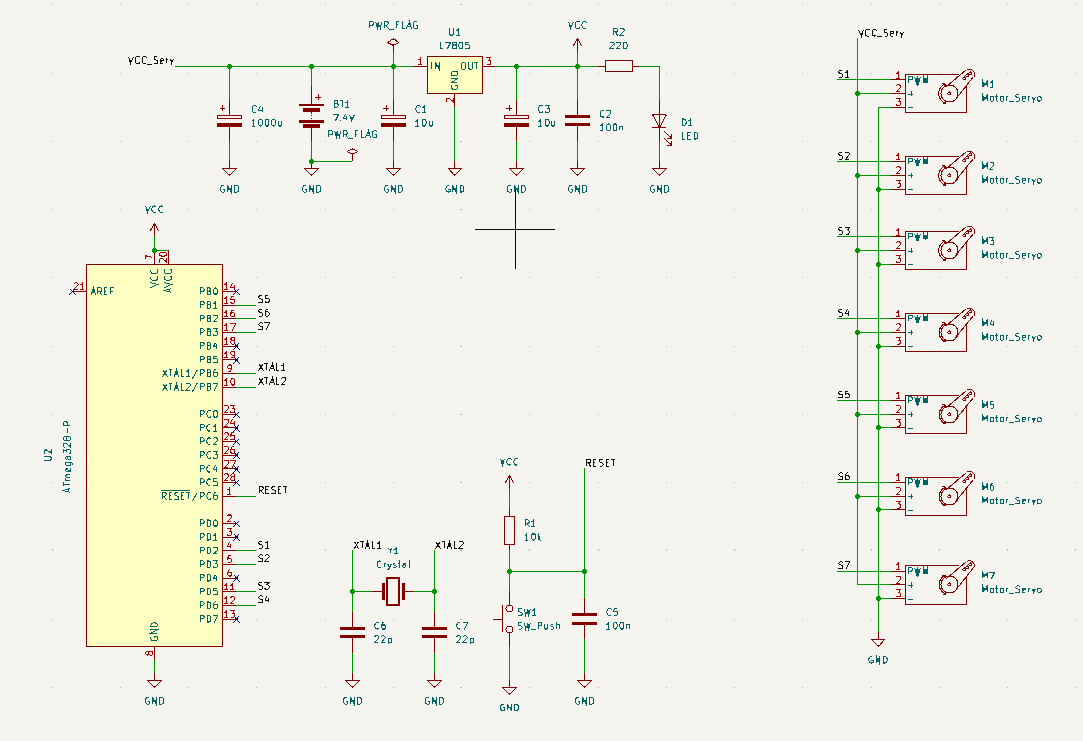 PWR_FLAG
U1
L7805
VCC
R2
220
VCC_Serv
1 IN OUT 3
GND
2
+
C4
1000u
+
BT1
7.4V
PWR_FLAG
+
C1
10u
+
C3
10u
C2
100n
D1
LED
GND
GND
GND
GND
GND
GND
GND
VCC_Serv
S1
1 PWM
2 +
3 -
M1
Motor_Servo
S2
1 PWM
2 +
3 -
M2
Motor_Servo
S3
1 PWM
2 +
3 -
M3
Motor_Servo
S4
1 PWM
2 +
3 -
M4
Motor_Servo
S5
1 PWM
2 +
3 -
M5
Motor_Servo
S6
1 PWM
2 +
3 -
M6
Motor_Servo
S7
1 PWM
2 +
3 -
M7
Motor_Servo
GND
VCC
7
20
VCC
AVCC
21 AREF
PB0 14
PB1 15 S5
PB2 16 S6
PB3 17 S7
PB4 18
PB5 19
XTAL1/PB6 9 XTAL1
XTAL2/PB7 10 XTAL2
PC0 23
PC1 24
PC2 25
PC3 26
PC4 27
PC5 28
RESET/PC6 1 RESET
PD0 2
PD1 3
PD2 4 S1
PD3 5 S2
PD4 6
PD5 11 S3
PD6 12 S4
PD7 13
U2
ATmega328-P
GND
8
GND
XTAL1
Y1
Crystal
XTAL2
C6
22p
C7
22p
GND
GND
VCC
RESET
R1
10k
SW1
SW_Push
C5
100n
GND
GND